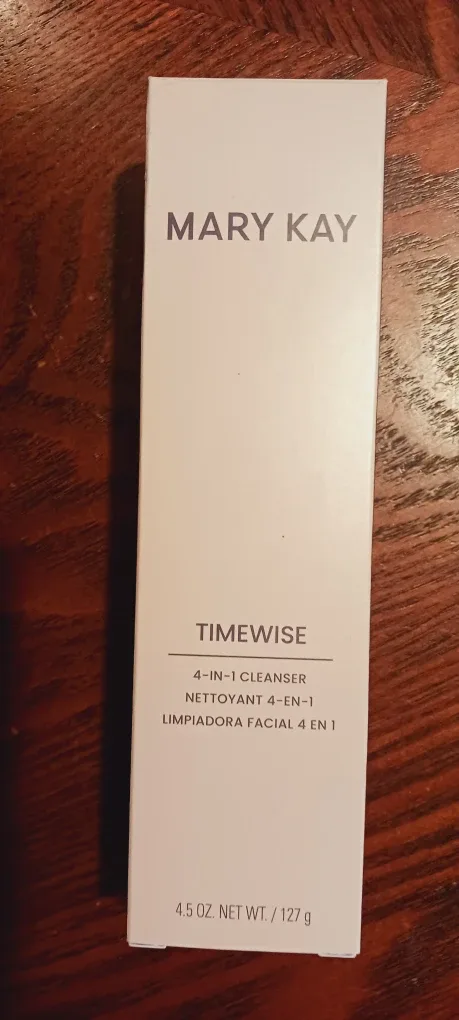 MARY KAY
TIMEWISE
4-IN-1 CLEANSER
NETTOYANT 4-EN-1
LIMPIADORA FACIAL 4 EN 1
4.5 OZ. NET WT. / 127 g